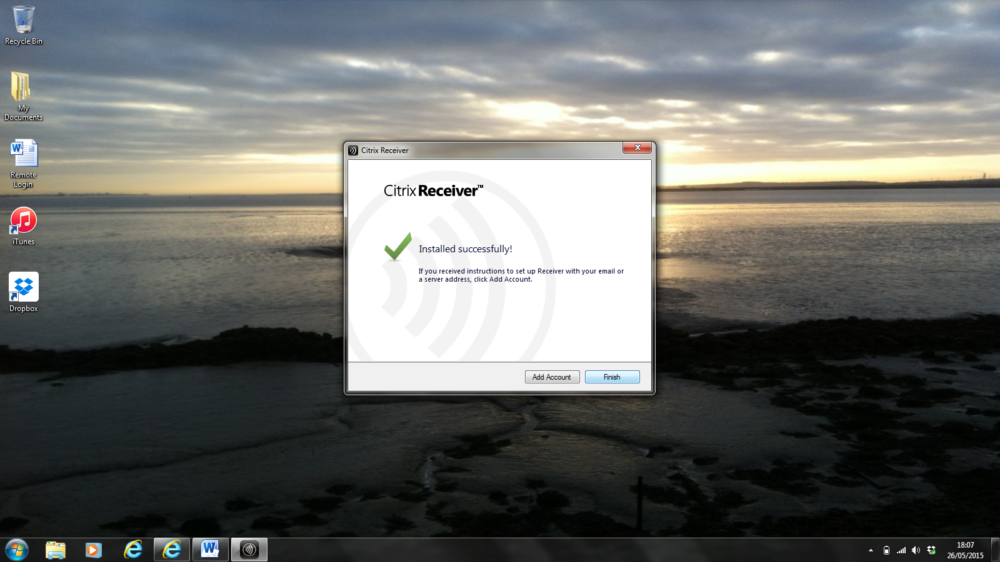 Recycle Bin
My
Documents
Remote
Login
iTunes
Dropbox
Citrix Receiver
Citrix Receiver™
Installed successfully!
If you received instructions to set up Receiver with your email or
a server address, click Add Account.
Add Account
Finish
18:07
26/05/2015